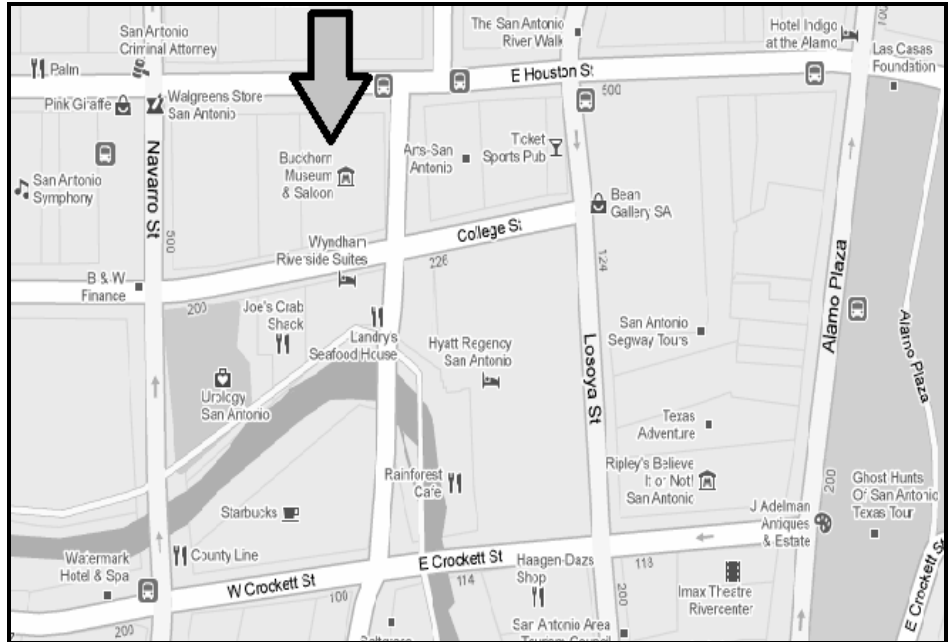 San Antonio
Criminal Attorney
The San Antonio
River Walk
Hotel Indigo
at the Alamo
Las Casas
Foundation
Palm
E Houston St
500
Pink Giraffe
Walgreens Store
San Antonio
Navarro St
500
San Antonio
Symphony
Buckhorn
Museum
& Saloon
Arts-San
Antonio
Ticket
Sports Pub
Bean
Gallery SA
College St
226
124
Wyndham
Riverside Suites
B & W
Finance
200
Joe's Crab
Shack
Landry's
Seafood House
Hyatt Regency
San Antonio
San Antonio
Segway Tours
Losoya St
Alamo Plaza
Alamo Plaza
Urology
San Antonio
Texas
Adventure
Ripley's Believe
It or Not!
San Antonio
Rainforest
Cafe
200
Ghost Hunts
Of San Antonio
Texas Tour
Starbucks
J Adelman
Antiques
& Estate
County Line
Watermark
Hotel & Spa
W Crockett St
100
E Crockett St
114
Haagen-Dazs
Shop
118
Imax Theatre
Rivercenter
E Crockett St
200
200
San Antonio Area
Tourism Council